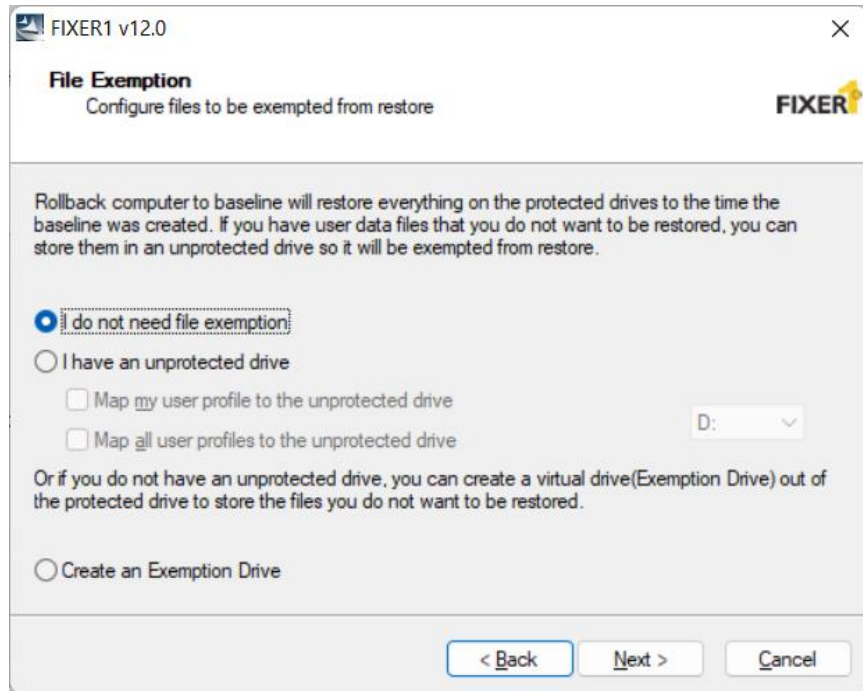 FIXER1 v12.0
File Exemption
Configure files to be exempted from restore
FIXER1
Rollback computer to baseline will restore everything on the protected drives to the time the
baseline was created. If you have user data files that you do not want to be restored, you can
store them in an unprotected drive so it will be exempted from restore.
I do not need file exemption
I have an unprotected drive
Map my user profile to the unprotected drive
Map all user profiles to the unprotected drive
D:
Or if you do not have an unprotected drive, you can create a virtual drive(Exemption Drive) out of
the protected drive to store the files you do not want to be restored.
Create an Exemption Drive
< Back
Next >
Cancel